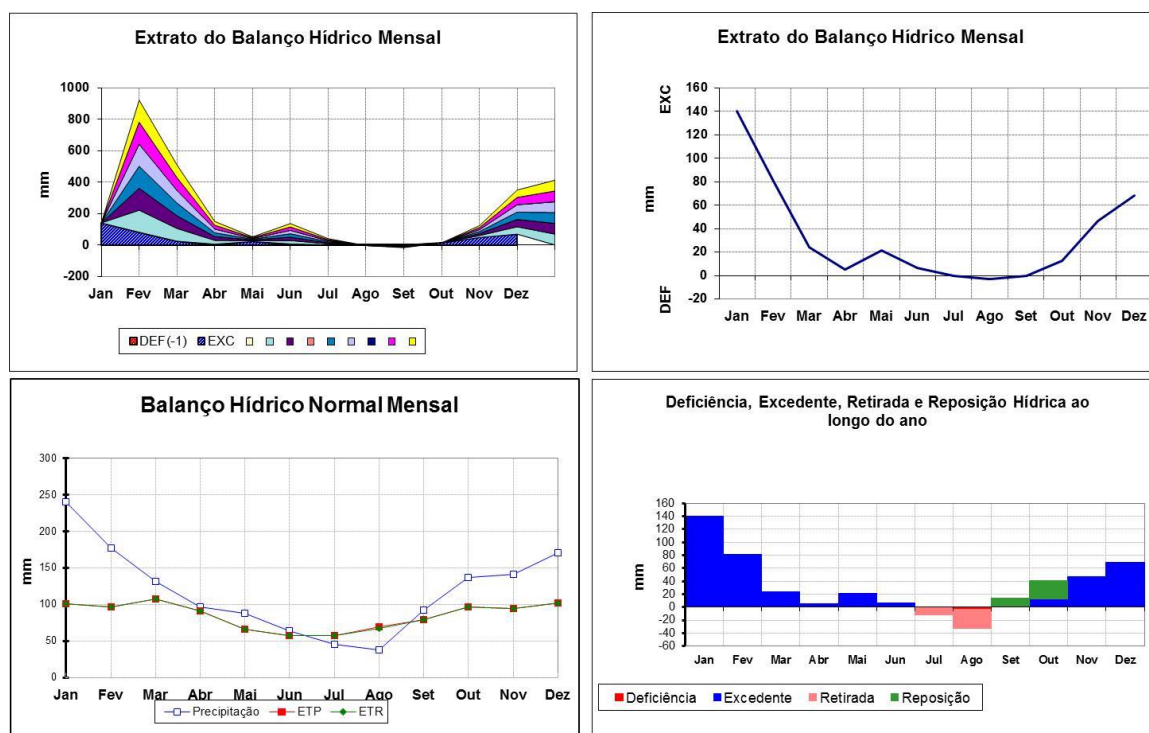 Extrato do Balanço Hídrico Mensal
1000
800
600
400
200
0
-200
mm
Jan Fev Mar Abr Mai Jun Jul Ago Set Out Nov Dez
DEF(-1) EXC
Extrato do Balanço Hídrico Mensal
160
140
120
100
80
60
40
20
0
-20
EXC
mm
DEF
Jan Fev Mar Abr Mai Jun Jul Ago Set Out Nov Dez
Balanço Hídrico Normal Mensal
300
250
200
150
100
50
0
mm
Jan Fev Mar Abr Mai Jun Jul Ago Set Out Nov Dez
Precipitação ETP ETR
Deficiência, Excedente, Retirada e Reposição Hídrica ao
longo do ano
160
140
120
100
80
60
40
20
0
-20
-40
-60
mm
Jan Fev Mar Abr Mai Jun Jul Ago Set Out Nov Dez
Deficiência Excedente Retirada Reposição